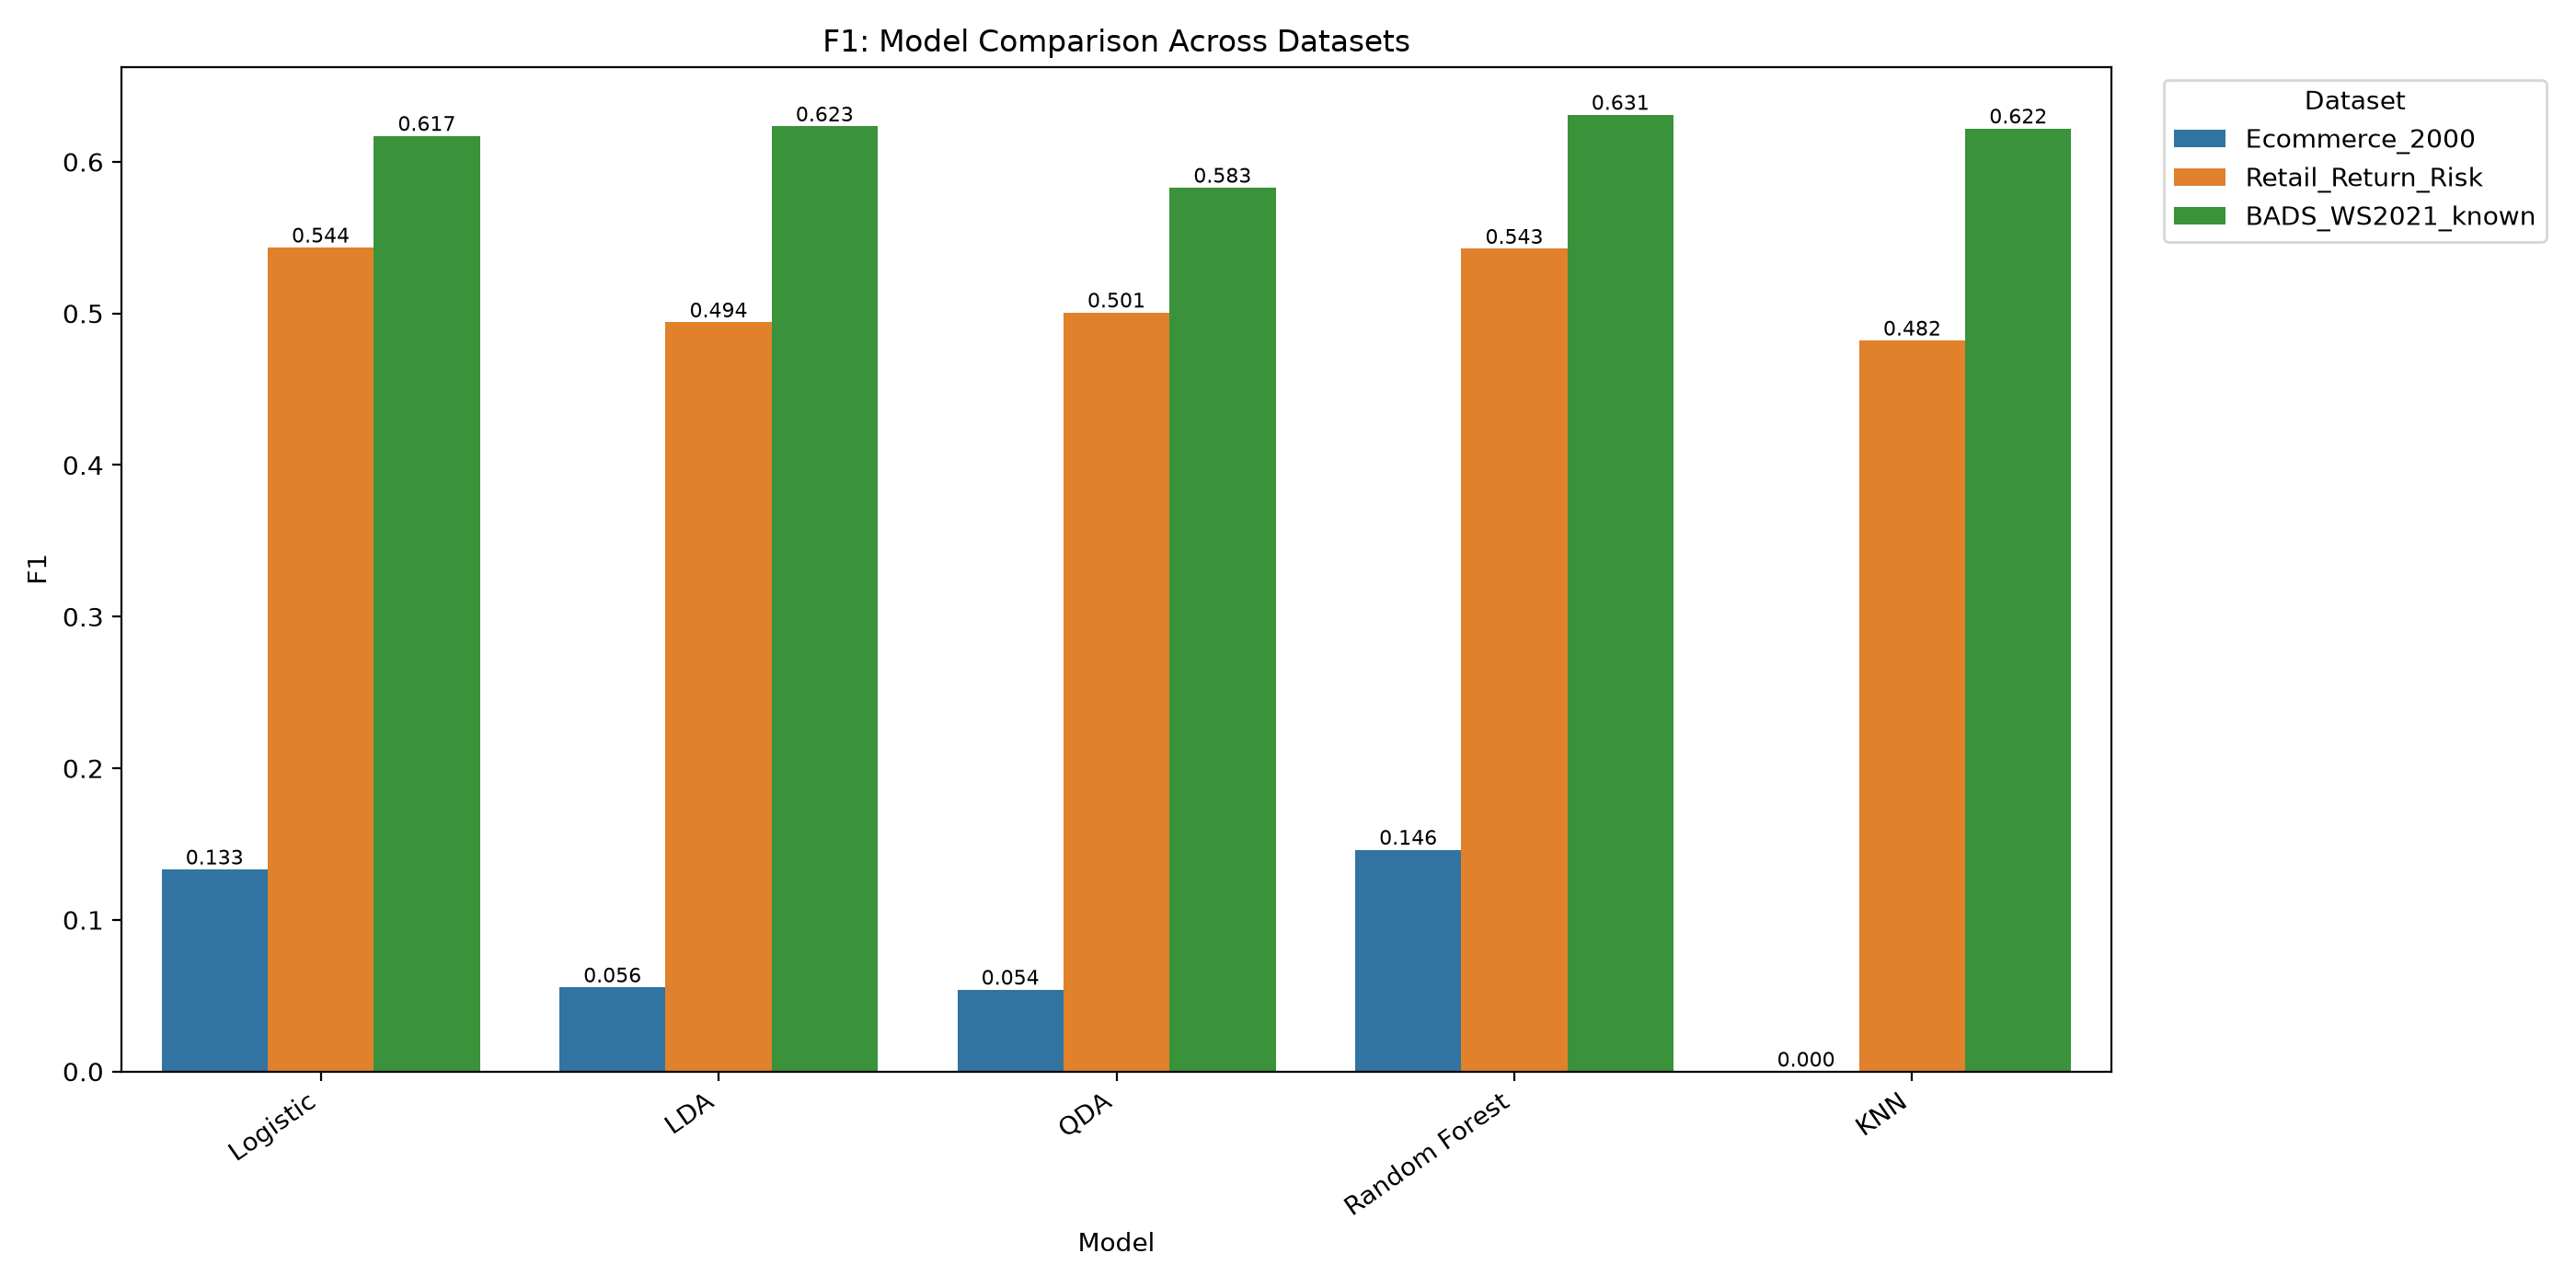 F1: Model Comparison Across Datasets
Dataset
Ecommerce_2000
Retail_Return_Risk
BADS_WS2021_known
F1
0.6
0.5
0.4
0.3
0.2
0.1
0.0
0.133
0.544
0.617
0.056
0.494
0.623
0.054
0.501
0.583
0.146
0.543
0.631
0.000
0.482
0.622
Logistic
LDA
QDA
Random Forest
KNN
Model